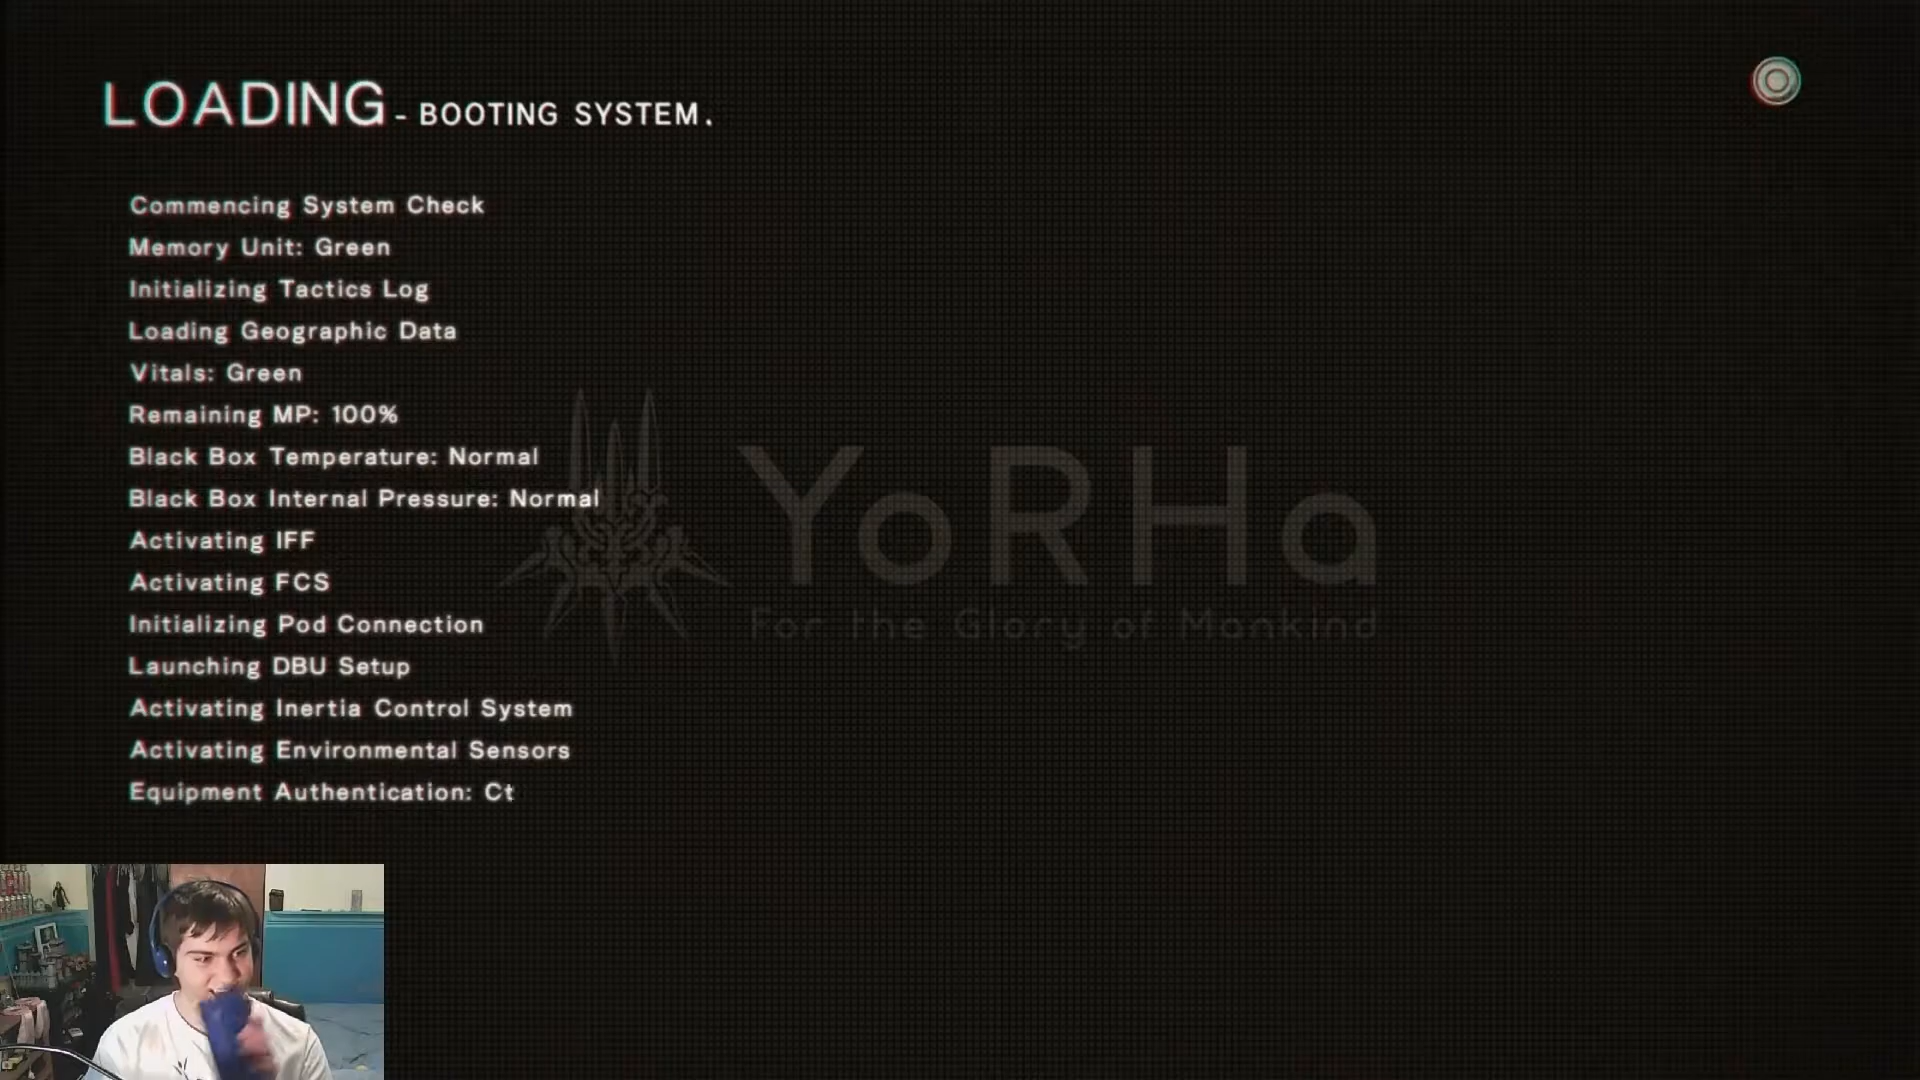 LOADING - BOOTING SYSTEM.
Commencing System Check
Memory Unit: Green
Initializing Tactics Log
Loading Geographic Data
Vitals: Green
Remaining MP: 100%
Black Box Temperature: Normal
Black Box Internal Pressure: Normal
Activating IFF
Activating FCS
Initializing Pod Connection
Launching DBU Setup
Activating Inertia Control System
Activating Environmental Sensors
Equipment Authentication: Ct
YoRHa
For the Glory of Mankind